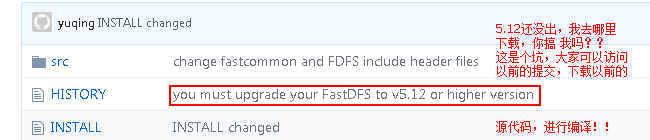 yuqing INSTALL changed
5.12还没出，我去哪里
下载，你搞 我吗？？
这是个坑，大家可以访问
以前的提交，下载以前的
src change fastcommon and FDFS include header files
HISTORY you must upgrade your FastDFS to v5.12 or higher version
INSTALL INSTALL changed
源代码，进行编译！！